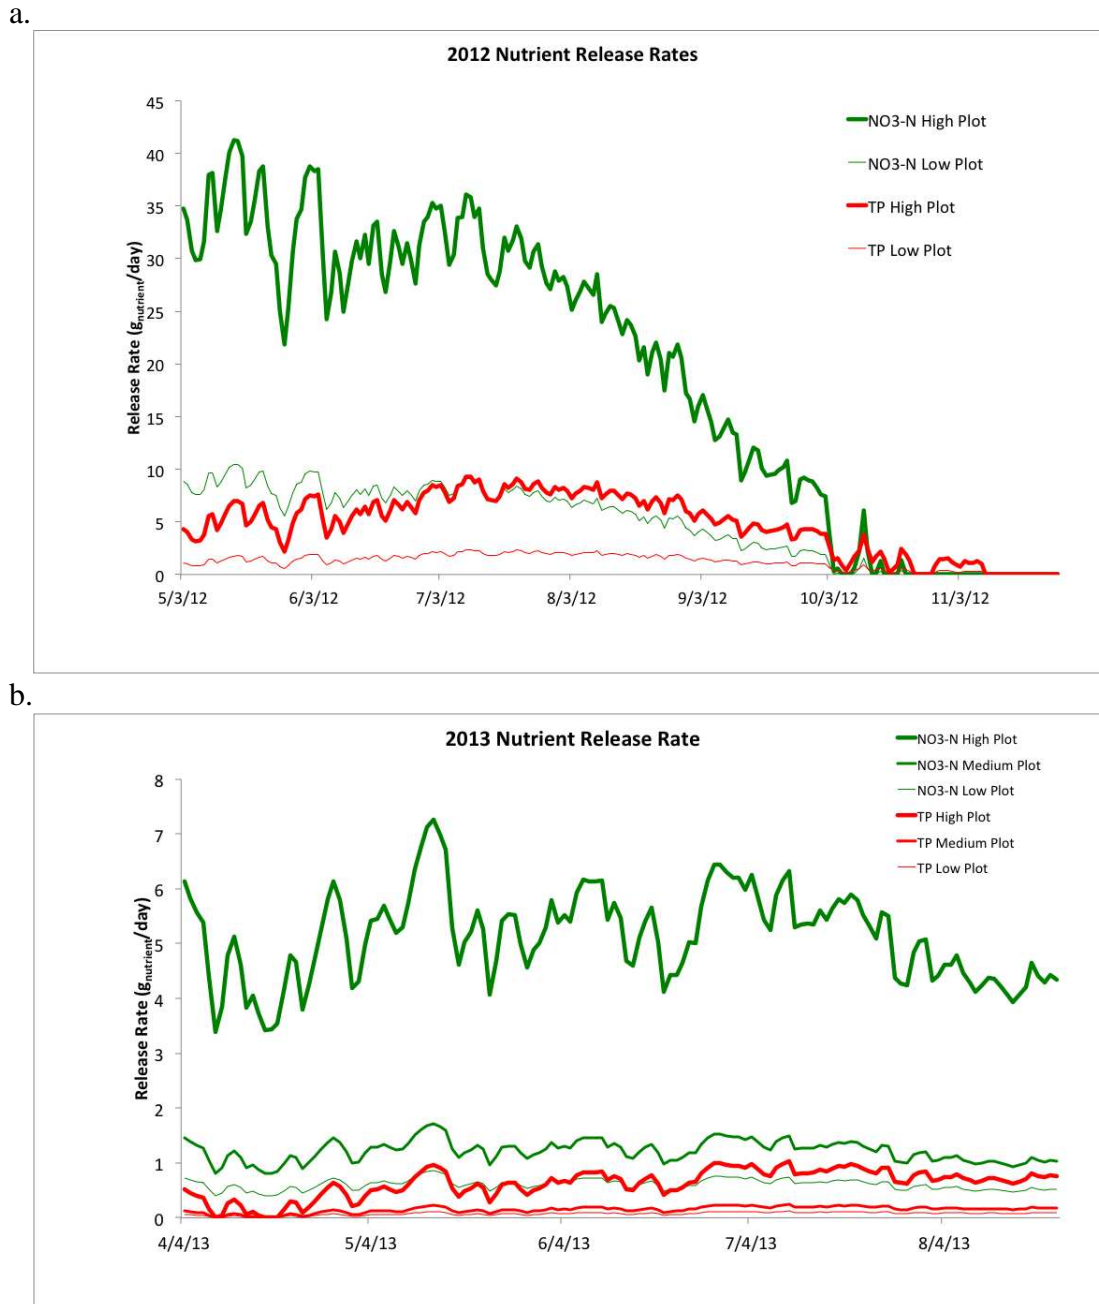 a.
2012 Nutrient Release Rates
45
40
35
30
25
20
15
10
5
0
Release Rate (gnutrient/day)
5/3/12 6/3/12 7/3/12 8/3/12 9/3/12 10/3/12 11/3/12
NO3-N High Plot
NO3-N Low Plot
TP High Plot
TP Low Plot
b.
2013 Nutrient Release Rate
8
7
6
5
4
3
2
1
0
Release Rate (gnutrient/day)
4/4/13 5/4/13 6/4/13 7/4/13 8/4/13
NO3-N High Plot
NO3-N Medium Plot
NO3-N Low Plot
TP High Plot
TP Medium Plot
TP Low Plot